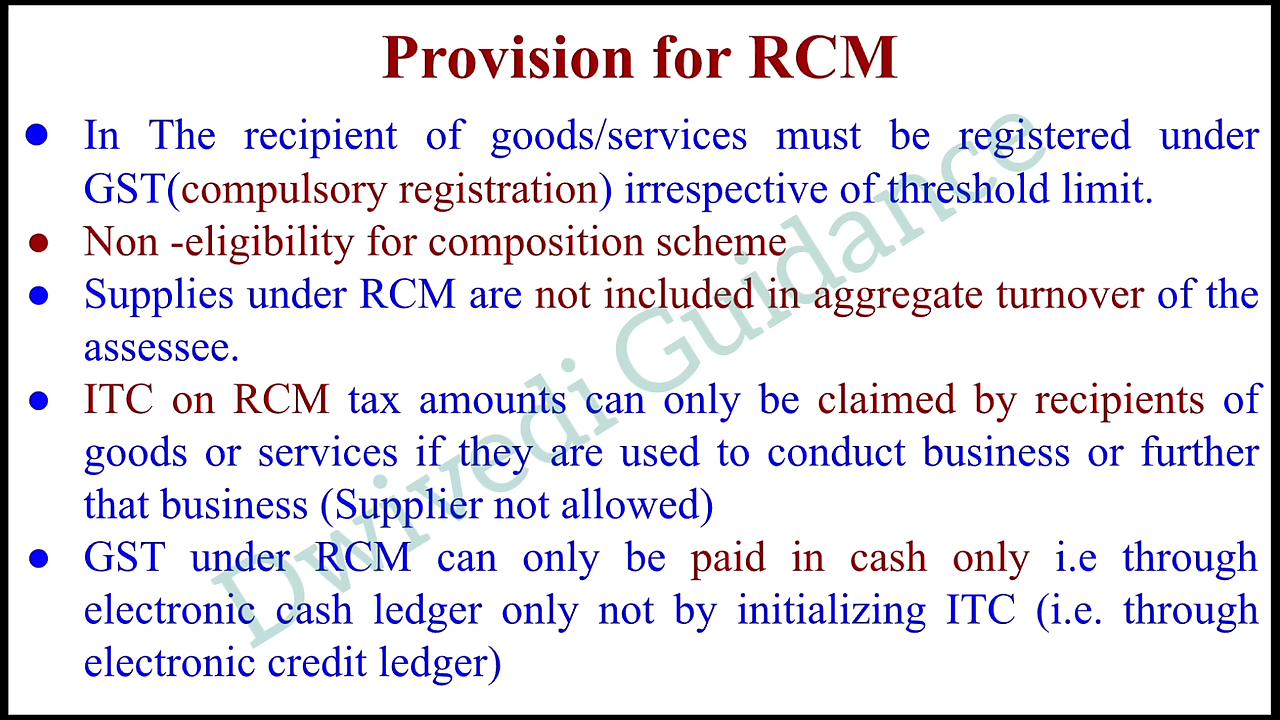 Provision for RCM
● In The recipient of goods/services must be registered under
GST(compulsory registration) irrespective of threshold limit.
● Non -eligibility for composition scheme
● Supplies under RCM are not included in aggregate turnover of the
assessee.
● ITC on RCM tax amounts can only be claimed by recipients of
goods or services if they are used to conduct business or further
that business (Supplier not allowed)
● GST under RCM can only be paid in cash only i.e through
electronic cash ledger only not by initializing ITC (i.e. through
electronic credit ledger)
Dwivedi Guidance